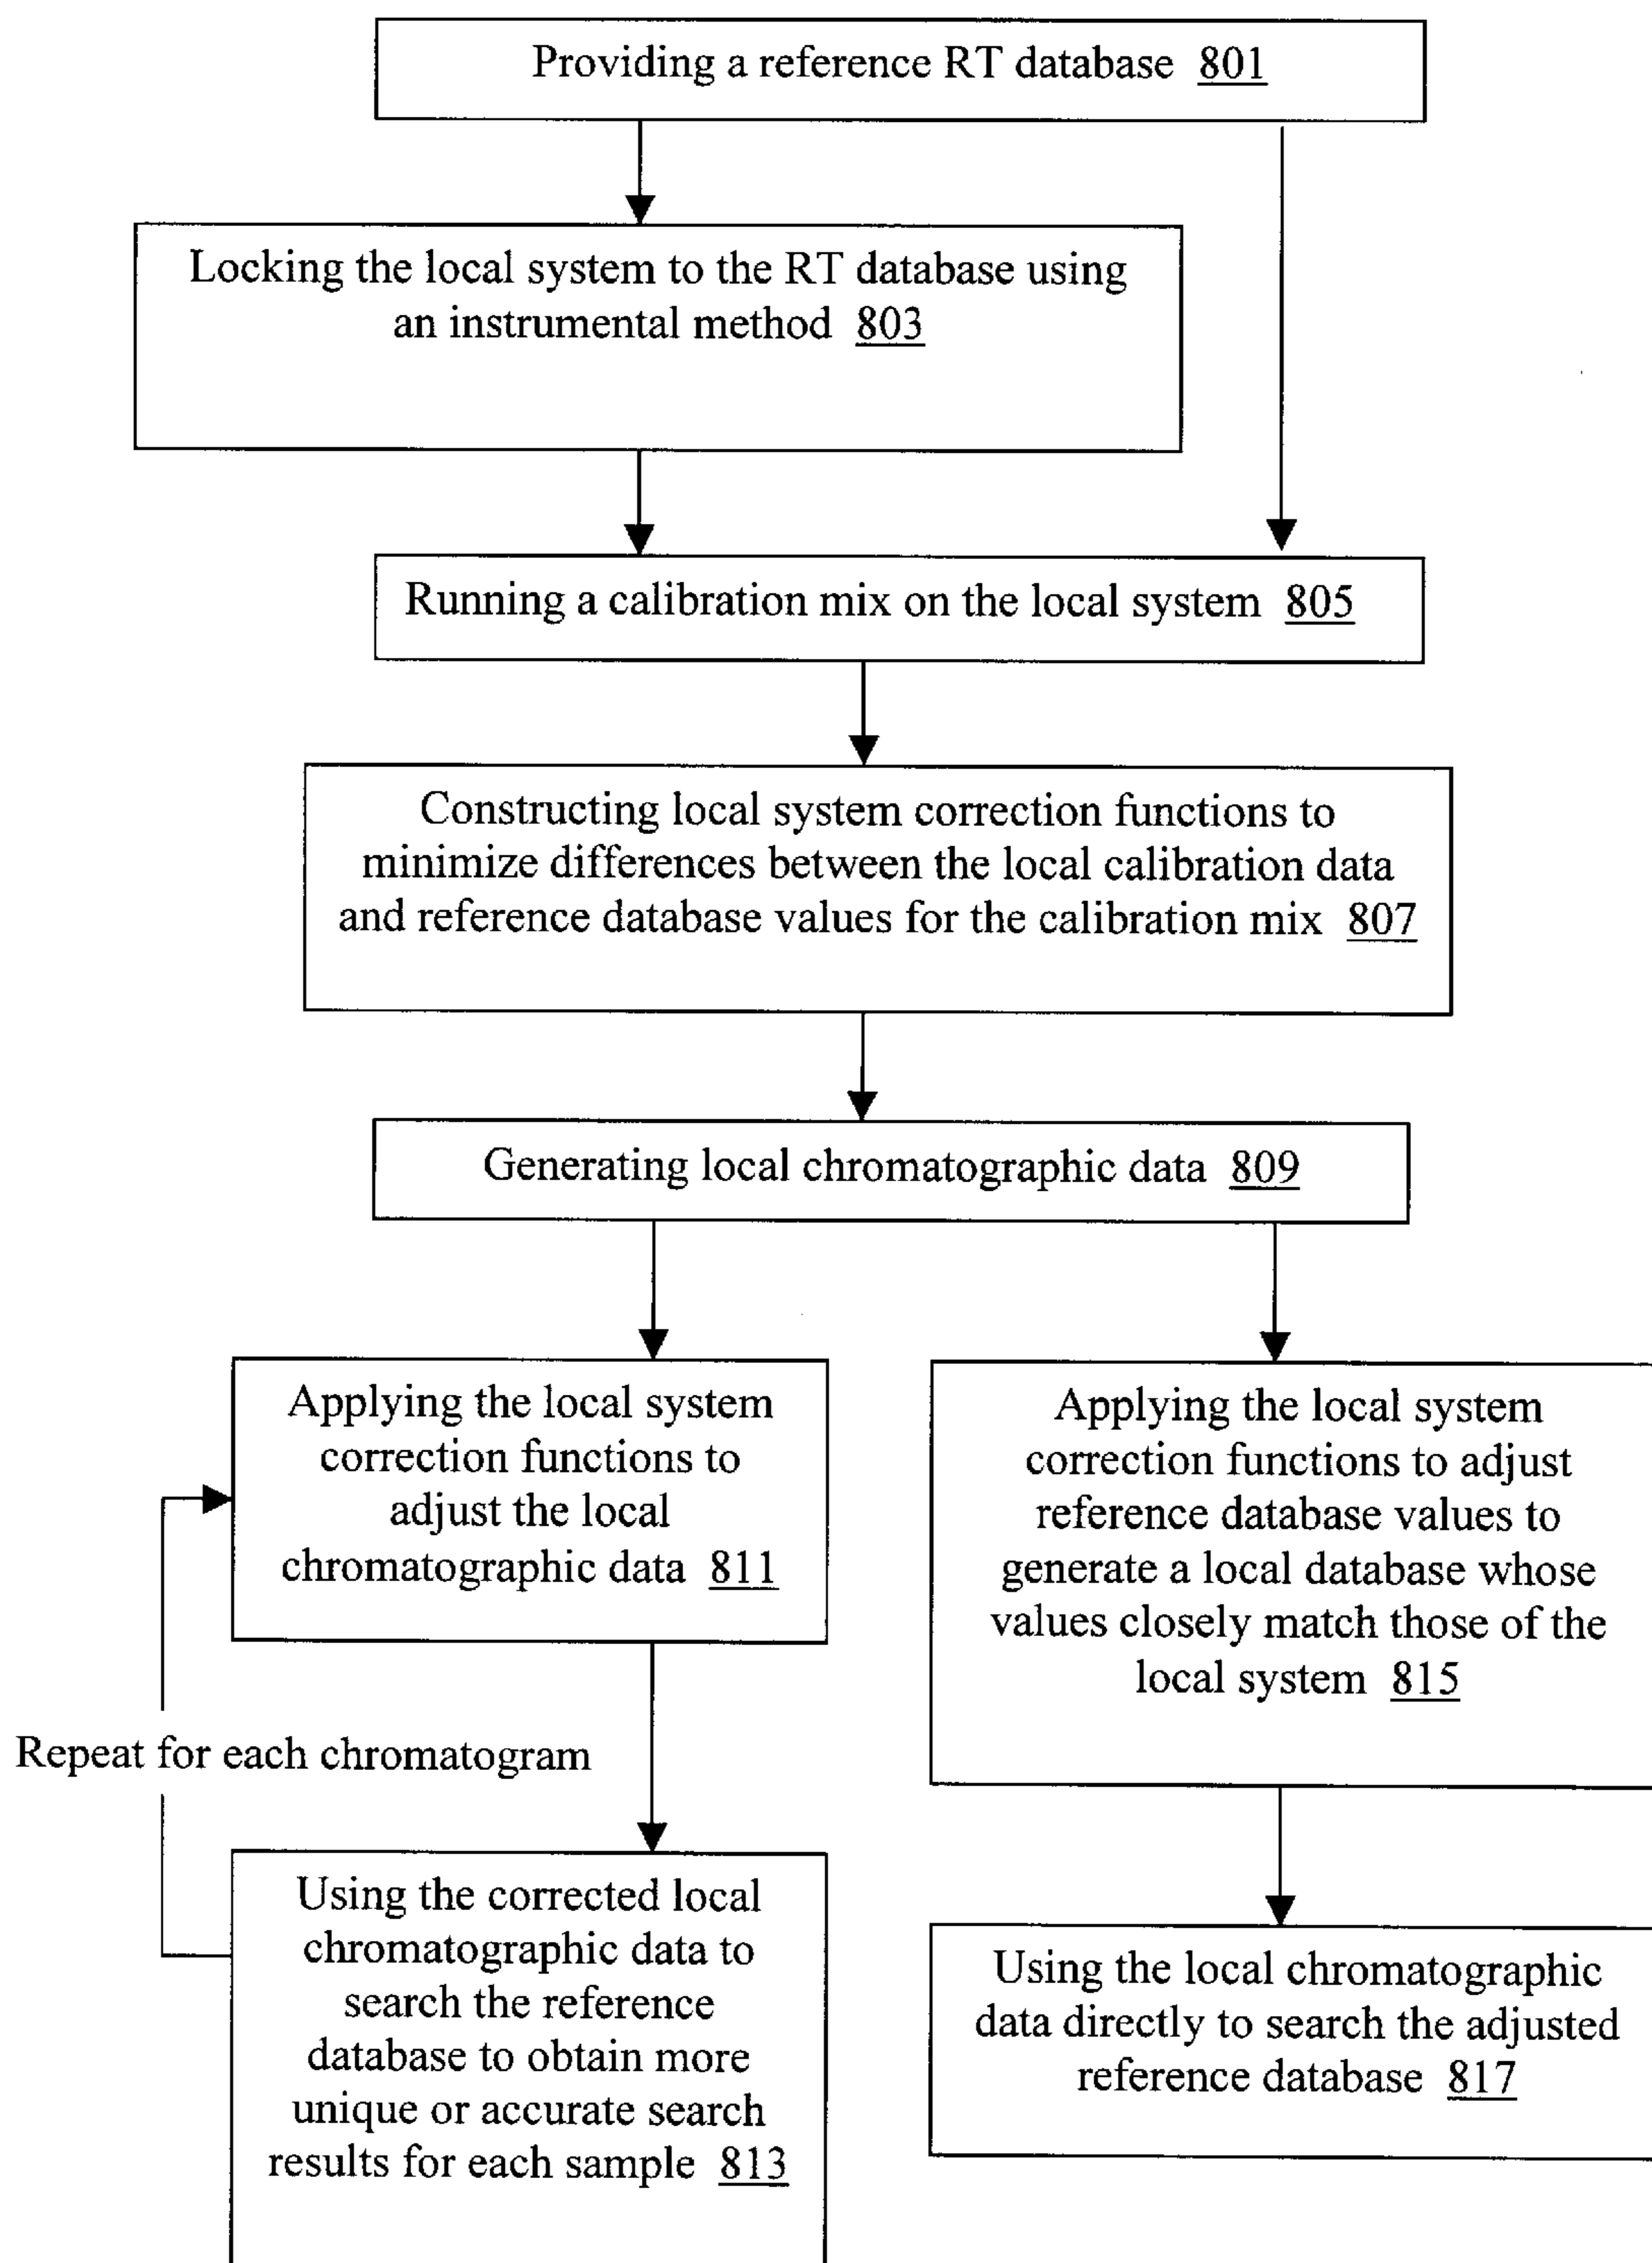 Providing a reference RT database 801
Locking the local system to the RT database using
an instrumental method 803
Running a calibration mix on the local system 805
Constructing local system correction functions to
minimize differences between the local calibration data
and reference database values for the calibration mix 807
Generating local chromatographic data 809
Applying the local system
correction functions to
adjust the local
chromatographic data 811
Applying the local system
correction functions to adjust
reference database values to
generate a local database whose
values closely match those of the
local system 815
Repeat for each chromatogram
Using the corrected local
chromatographic data to
search the reference
database to obtain more
unique or accurate search
results for each sample 813
Using the local chromatographic
data directly to search the adjusted
reference database 817